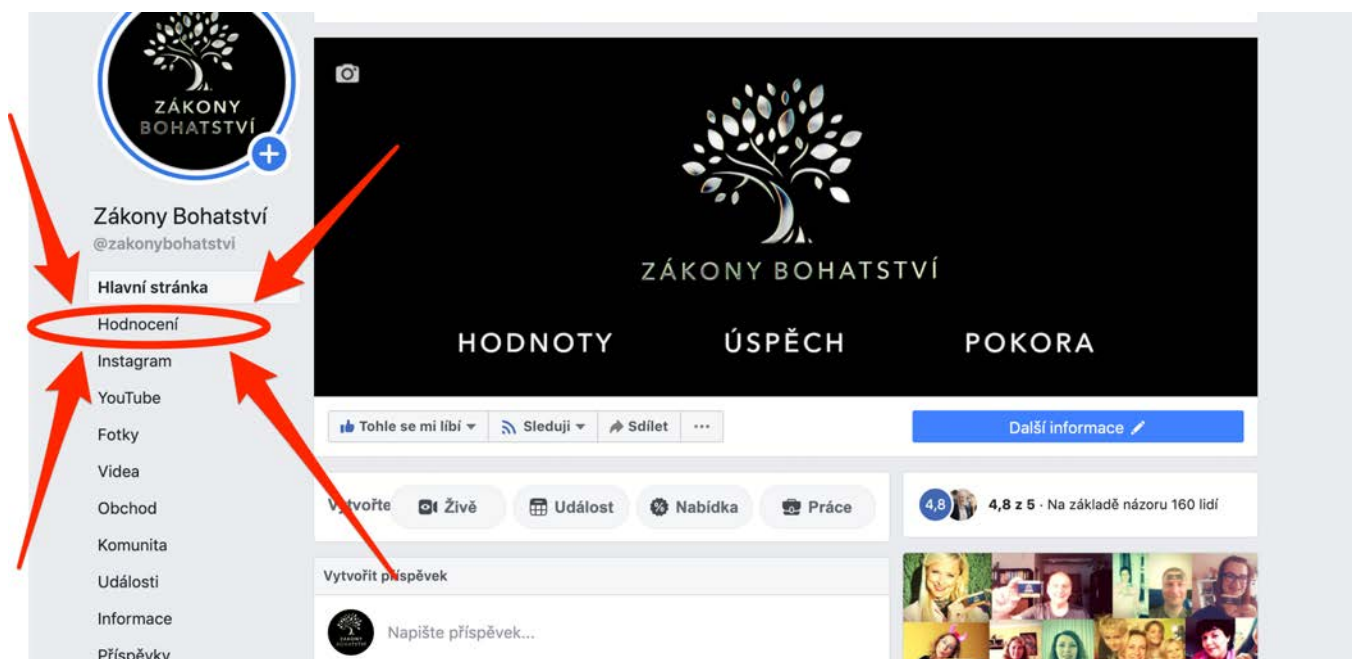 ZÁKONY
BOHATSTVÍ
Zákony Bohatství
@zakonybohatstvi
Hlavní stránka
Hodnocení
Instagram
YouTube
Fotky
Videa
Obchod
Komunita
Události
Informace
Příspěvky
ZÁKONY BOHATSTVÍ
HODNOTY ÚSPĚCH POKORA
Tohle se mi líbí Sleduji Sdílet ...
Další informace
Vytvořte Živě Událost Nabídka Práce
4,8 4,8 z 5 · Na základě názoru 160 lidí
Vytvořit příspěvek
ZÁKONY
BOHATSTVÍ
Napište příspěvek...